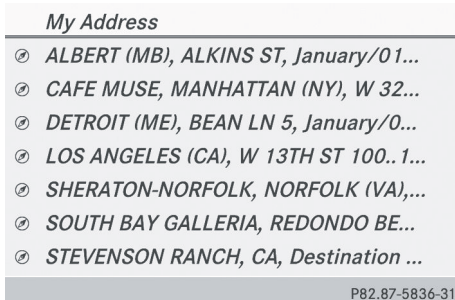 My Address
ALBERT (MB), ALKINS ST, January/01...
CAFE MUSE, MANHATTAN (NY), W 32...
DETROIT (ME), BEAN LN 5, January/0...
LOS ANGELES (CA), W 13TH ST 100..1...
SHERATON-NORFOLK, NORFOLK (VA),...
SOUTH BAY GALLERIA, REDONDO BE...
STEVENSON RANCH, CA, Destination ...
P82.87-5836-31